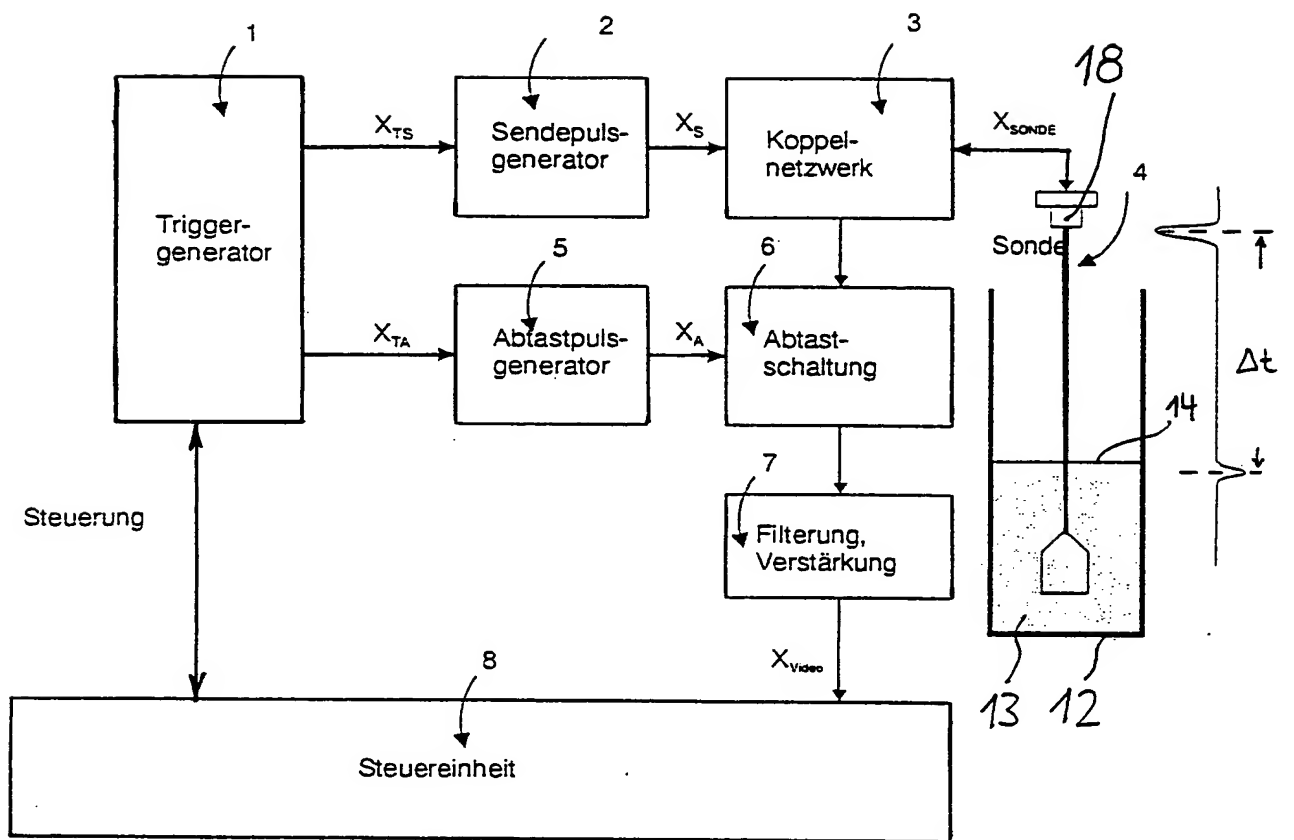 1
2
3
18
X_TS
Sendepuls-
generator
X_S
Koppel-
netzwerk
X_SONDE
4
Trigger-
generator
Sonde
5
6
X_TA
Abtastpuls-
generator
X_A
Abtast-
schaltung
Δt
14
7
Steuerung
Filterung,
Verstärkung
X_Video
13
12
8
Steuereinheit